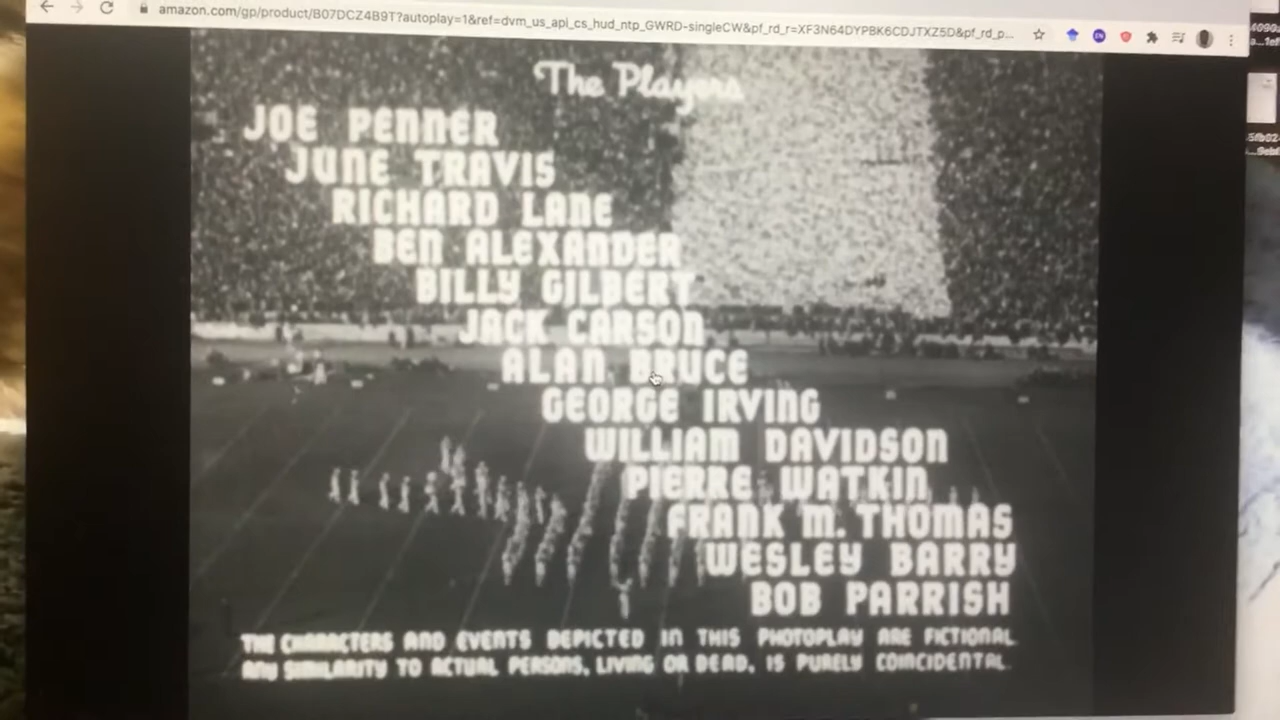 amazon.com/gp/product/B07DCZ4B9T?autoplay=1&ref=dvm_us_api_cs_hud_ntp_GWRD-singleCW&pf_rd_r=XF3N64DYPBK6CDJTXZ5D&pf_rd_p...
The Players
JOE PENNER
JUNE TRAVIS
RICHARD LANE
BEN ALEXANDER
BILLY GILBERT
JACK CARSON
ALAN BRUCE
GEORGE IRVING
WILLIAM DAVIDSON
PIERRE WATKIN
FRANK M. THOMAS
WESLEY BARRY
BOB PARRISH
THE CHARACTERS AND EVENTS DEPICTED IN THIS PHOTOPLAY ARE FICTIONAL
ANY SIMILARITY TO ACTUAL PERSONS, LIVING OR DEAD, IS PURELY COINCIDENTAL.